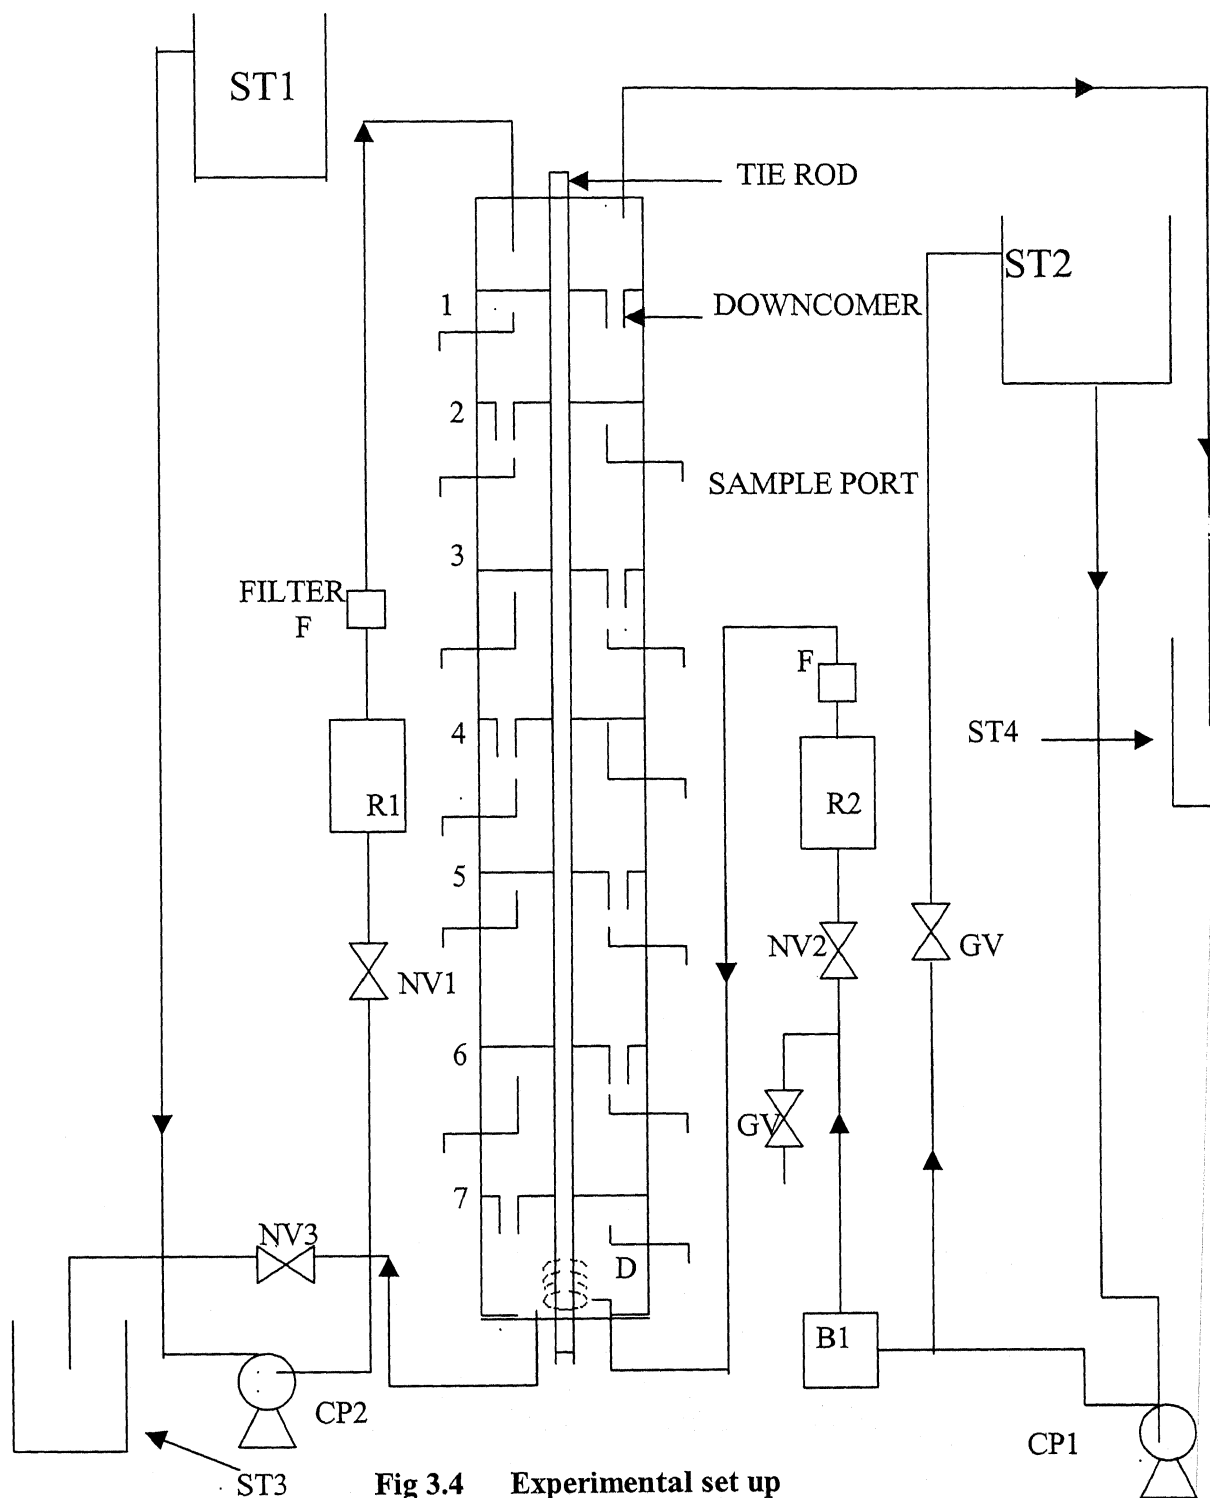 ST1
TIE ROD
ST2
1
DOWNCOMER
2
SAMPLE PORT
3
FILTER
F
F
4
ST4
R1
R2
5
NV2
GV
NV1
6
GV
7
NV3
D
B1
CP2
CP1
ST3
Fig 3.4 Experimental set up